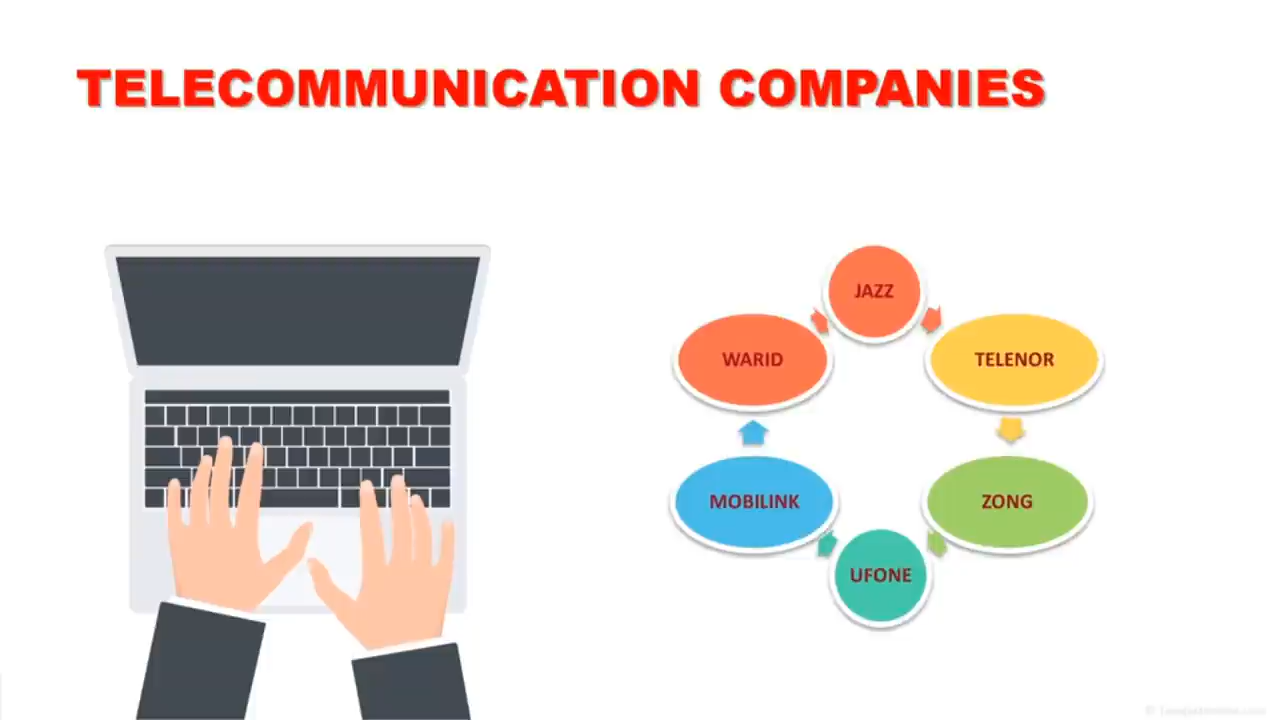 TELECOMMUNICATION COMPANIES
JAZZ
TELENOR
ZONG
UFONE
MOBILINK
WARID